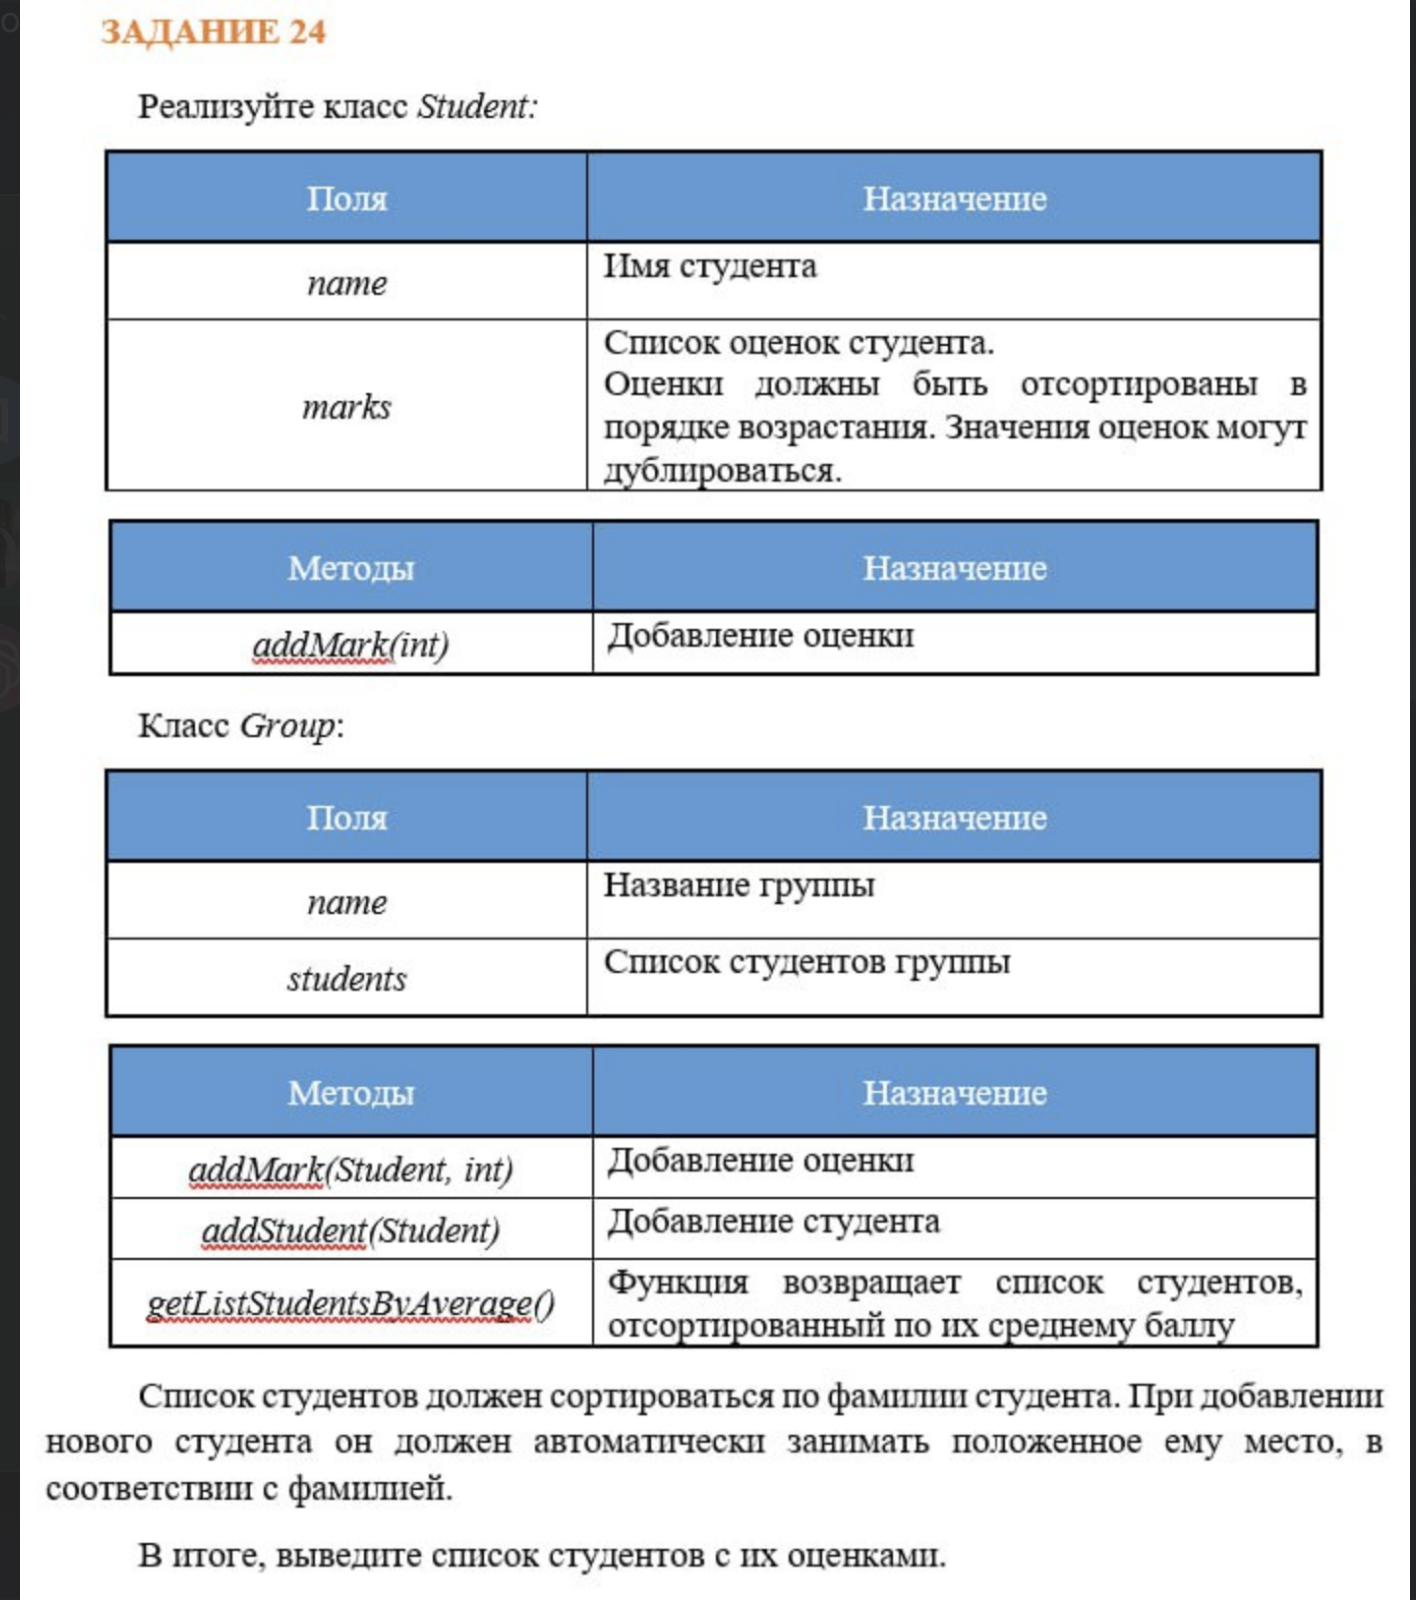 ЗАДАНИЕ 24
Реализуйте класс Student:
Поля
Назначение
name
Имя студента
marks
Список оценок студента.
Оценки должны быть отсортированы в
порядке возрастания. Значения оценок могут
дублироваться.
Методы
Назначение
addMark(int)
Добавление оценки
Класс Group:
Поля
Назначение
name
Название группы
students
Список студентов группы
Методы
Назначение
addMark(Student, int)
Добавление оценки
addStudent(Student)
Добавление студента
getListStudentsByAverage()
Функция возвращает список студентов,
отсортированный по их среднему баллу
Список студентов должен сортироваться по фамилии студента. При добавлении
нового студента он должен автоматически занимать положенное ему место, в
соответствии с фамилией.
В итоге, выведите список студентов с их оценками.